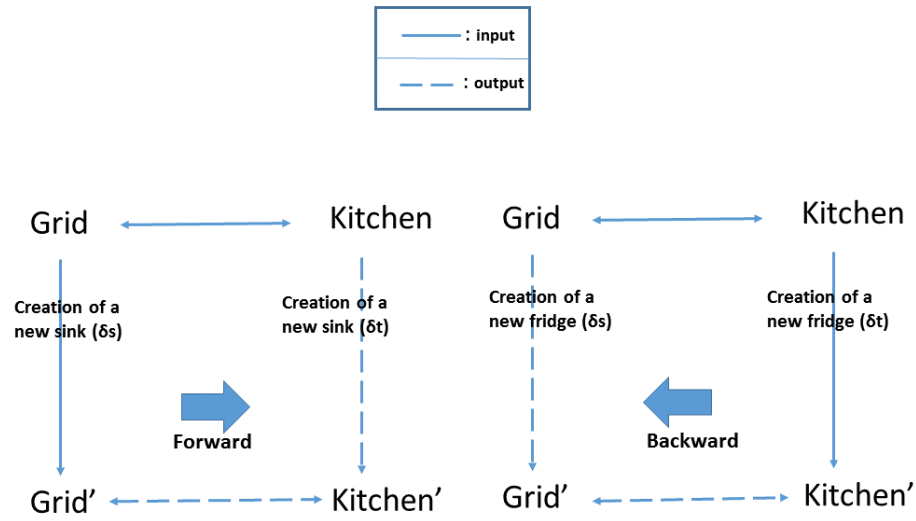 : input
: output
Grid
Kitchen
Grid
Kitchen
Creation of a
new sink (δs)
Creation of a
new sink (δt)
Creation of a
new fridge (δs)
Creation of a
new fridge (δt)
Forward
Backward
Grid’
Kitchen’
Grid’
Kitchen’